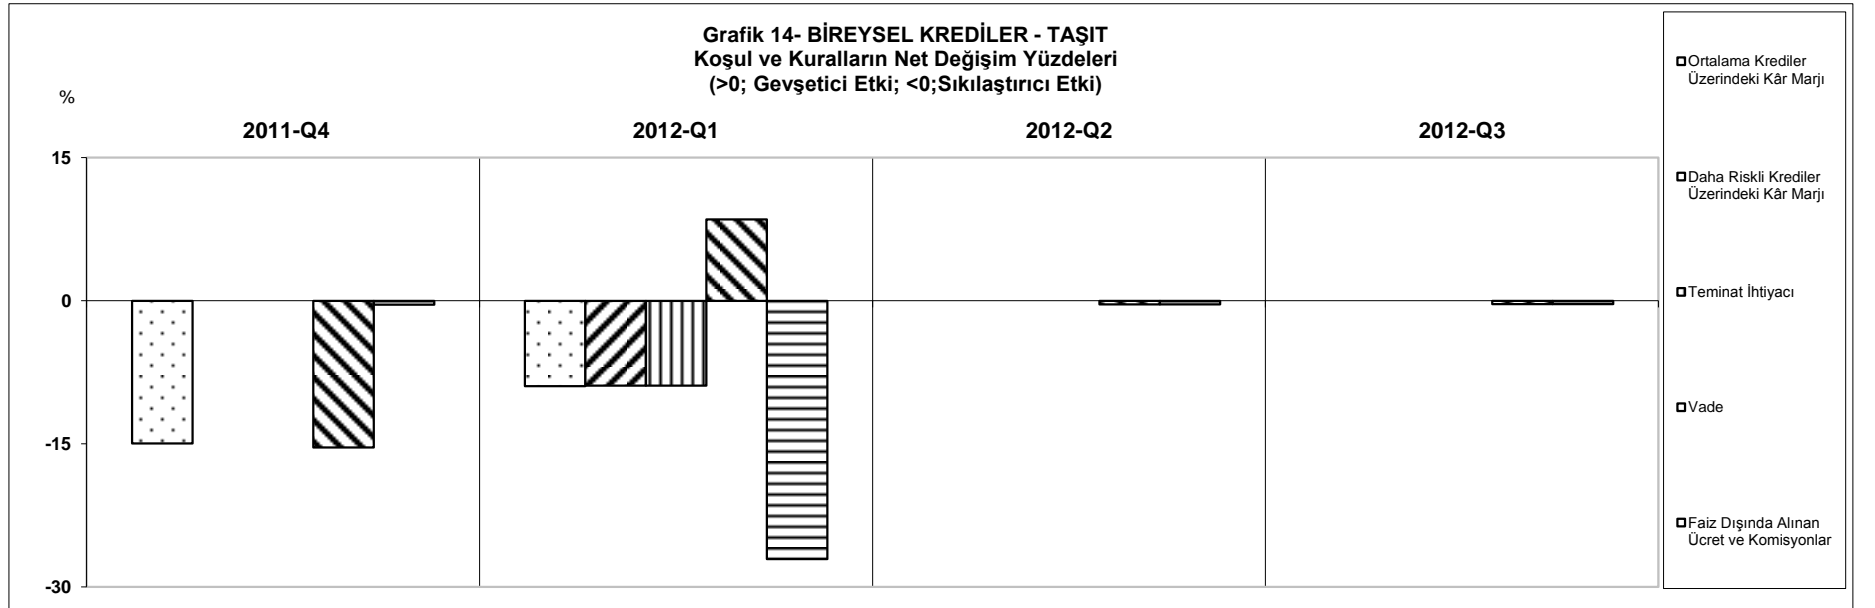 Grafik 14- BİREYSEL KREDİLER - TAŞIT
Koşul ve Kuralların Net Değişim Yüzdeleri
(>0; Gevşetici Etki; <0;Sıkılaştırıcı Etki)
%
2011-Q4
2012-Q1
2012-Q2
2012-Q3
15
0
-15
-30
Ortalama Krediler
Üzerindeki Kâr Marjı
Daha Riskli Krediler
Üzerindeki Kâr Marjı
Teminat İhtiyacı
Vade
Faiz Dışında Alınan
Ücret ve Komisyonlar